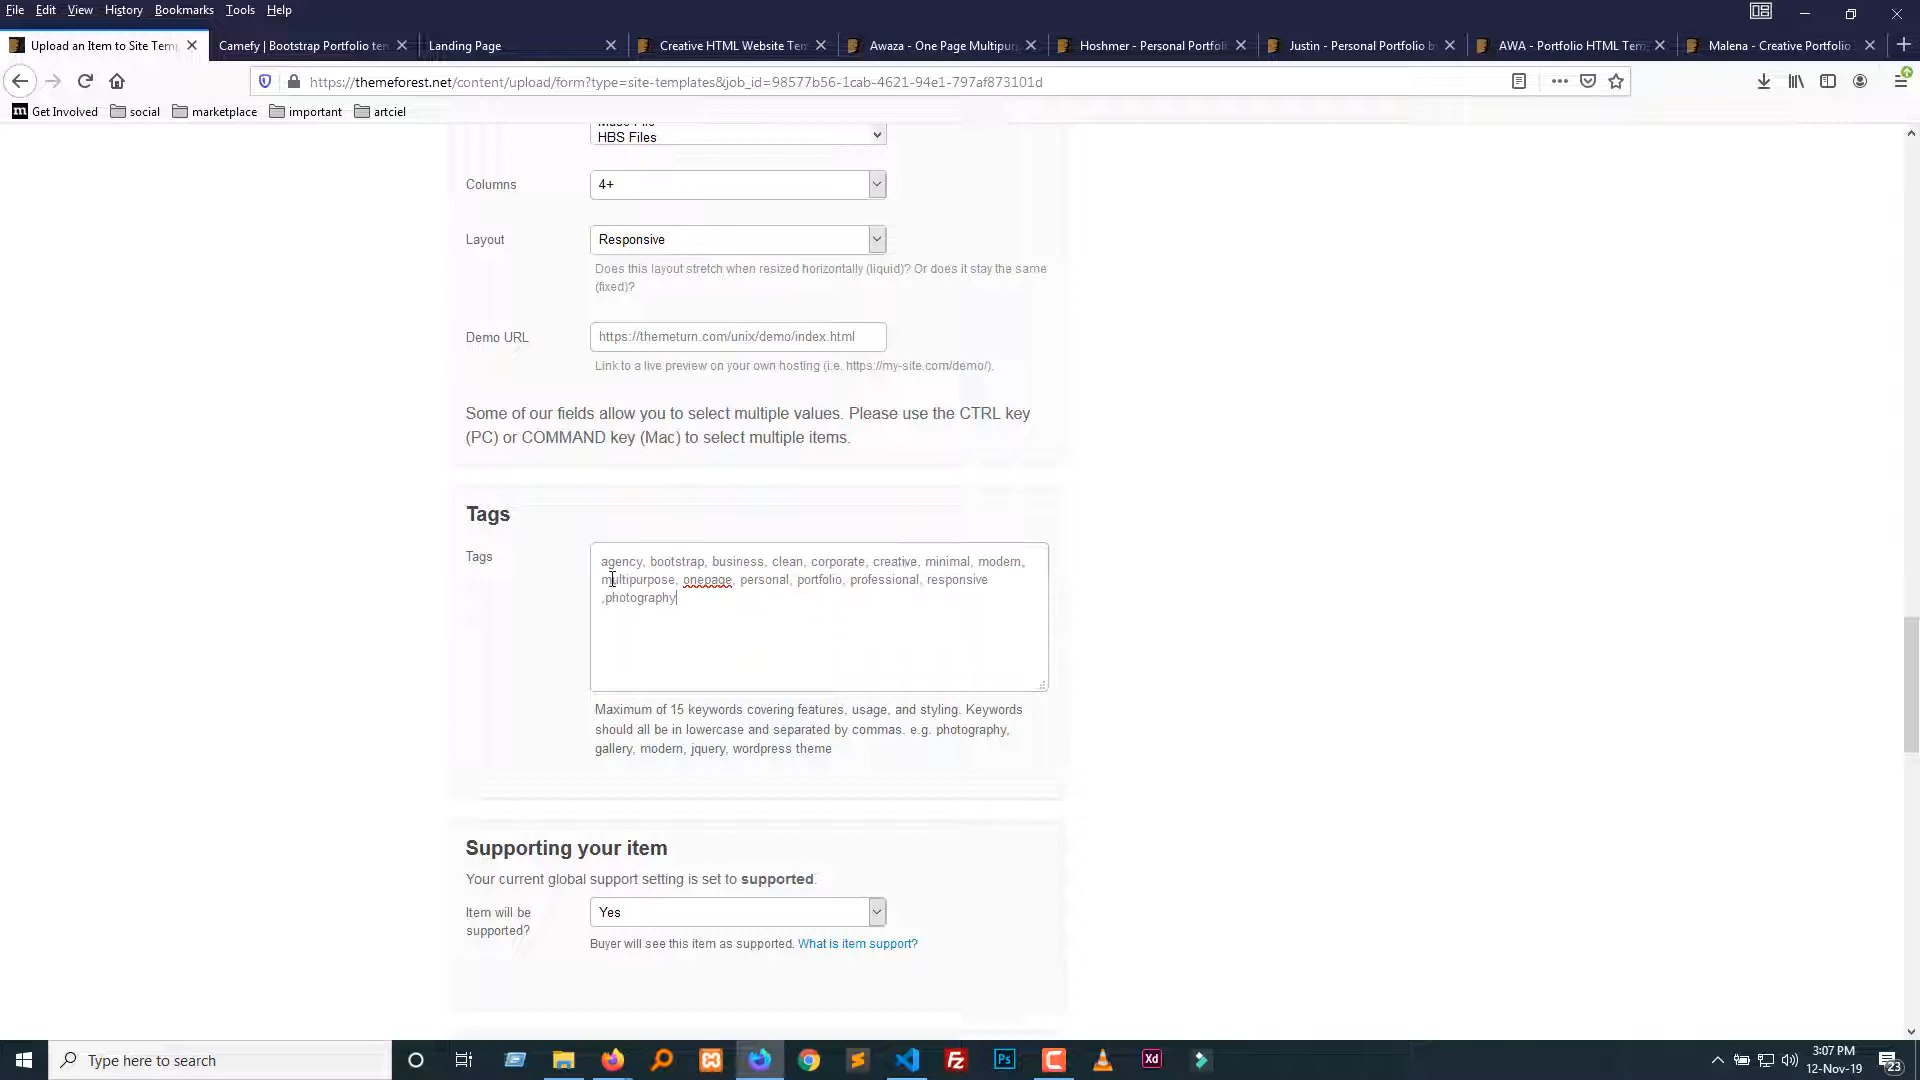 File Edit View History Bookmarks Tools Help
Upload an Item to Site Temp
Camefy | Bootstrap Portfolio ten
Landing Page
Creative HTML Website Ten
Awaza - One Page Multipur
Hoshmer - Personal Portfoli
Justin - Personal Portfolio b
AWA - Portfolio HTML Tem
Malena - Creative Portfolio
https://themeforest.net/content/upload/form?type=site-templates&job_id=98577b56-1cab-4621-94e1-797af873101d
m Get Involved social marketplace important artciel
HBS Files
Columns 4+
Layout Responsive
Does this layout stretch when resized horizontally (liquid)? Or does it stay the same
(fixed)?
Demo URL https://themeturn.com/unix/demo/index.html
Link to a live preview on your own hosting (i.e. https://my-site.com/demo/).
Some of our fields allow you to select multiple values. Please use the CTRL key
(PC) or COMMAND key (Mac) to select multiple items.
Tags
Tags
agency, bootstrap, business, clean, corporate, creative, minimal, modern,
multipurpose, onepage, personal, portfolio, professional, responsive
,photography
Maximum of 15 keywords covering features, usage, and styling. Keywords
should all be in lowercase and separated by commas. e.g. photography,
gallery, modern, jquery, wordpress theme
Supporting your item
Your current global support setting is set to supported.
Item will be
supported?
Yes
Buyer will see this item as supported. What is item support?
Type here to search
Ps
Xd
3:07 PM
12-Nov-19
23